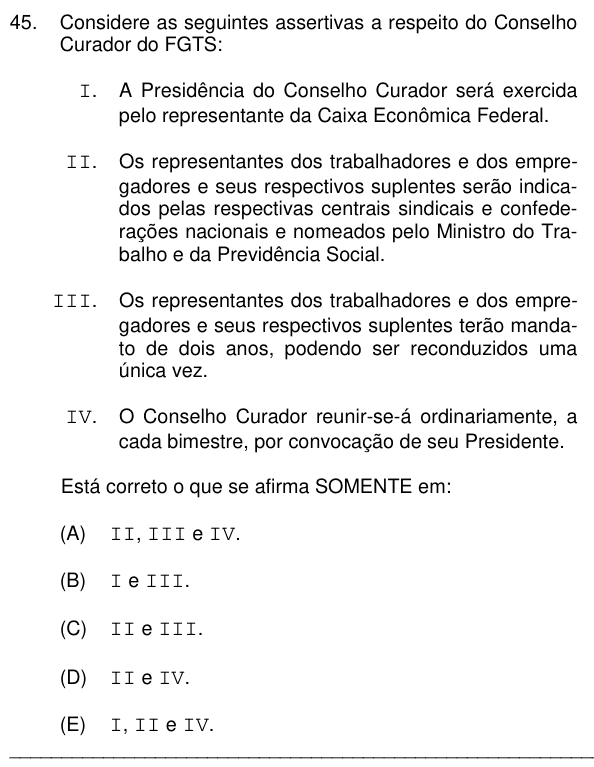 45. Considere as seguintes assertivas a respeito do Conselho
Curador do FGTS:
I. A Presidência do Conselho Curador será exercida
pelo representante da Caixa Econômica Federal.
II. Os representantes dos trabalhadores e dos empre-
gadores e seus respectivos suplentes serão indica-
dos pelas respectivas centrais sindicais e confede-
rações nacionais e nomeados pelo Ministro do Tra-
balho e da Previdência Social.
III. Os representantes dos trabalhadores e dos empre-
gadores e seus respectivos suplentes terão manda-
to de dois anos, podendo ser reconduzidos uma
única vez.
IV. O Conselho Curador reunir-se-á ordinariamente, a
cada bimestre, por convocação de seu Presidente.
Está correto o que se afirma SOMENTE em:
(A) II, III e IV.
(B) I e III.
(C) II e III.
(D) II e IV.
(E) I, II e IV.